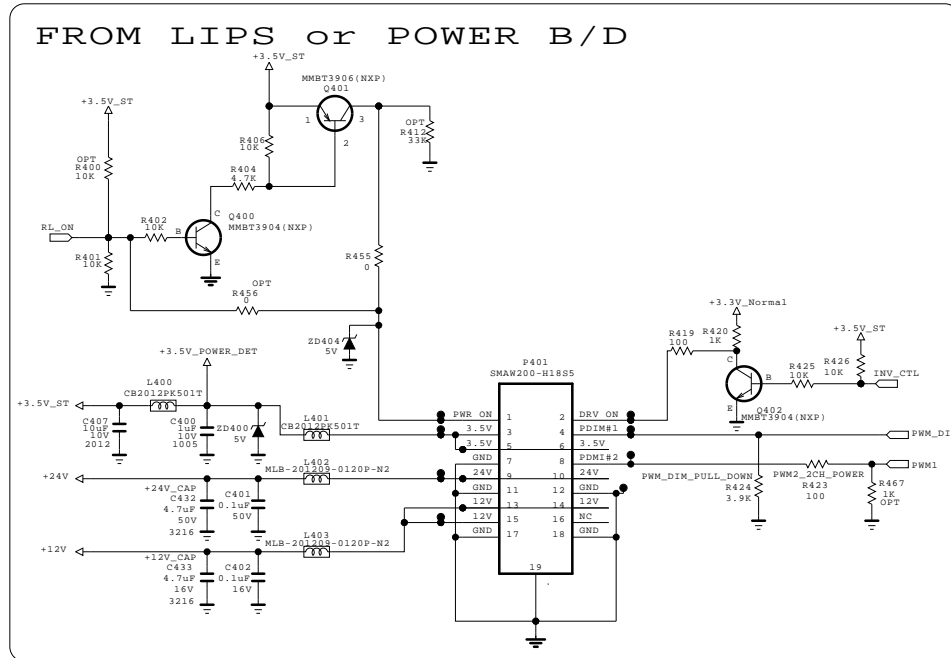 FROM LIPS or POWER B/D
+3.5V_ST
MMBT3906(NXP)
Q401
+3.5V_ST
1
3
2
OPT
R412
33K
R406
10K
OPT
R400
10K
R404
4.7K
C
Q400
MMBT3904(NXP)
R402
10K
B
RL_ON
E
R401
10K
R455
0
OPT
R456
0
+3.3V_Normal
ZD404
5V
R419
100
R420
1K
+3.5V_ST
+3.5V_POWER_DET
P401
SMAW200-H18S5
C
B
R425
10K
R426
10K
INV_CTL
E
Q402
MMBT3904(NXP)
L400
CB2012PK501T
+3.5V_ST
C407
10uF
10V
2012
C400
1uF
10V
1005
ZD400
5V
L401
CB2012PK501T
PWR ON
1
2
DRV ON
3.5V
3
4
PDIM#1
PWM_DI
3.5V
5
6
3.5V
GND
7
8
PDMI#2
PWM1
24V
9
10
24V
GND
11
12
GND
12V
13
14
12V
12V
15
16
NC
GND
17
18
GND
19
L402
MLB-201209-0120P-N2
+24V
+24V_CAP
C432
4.7uF
50V
3216
C401
0.1uF
50V
PWM_DIM_PULL_DOWN
R424
3.9K
PWM2_2CH_POWER
R423
100
R467
1K
OPT
L403
MLB-201209-0120P-N2
+12V
+12V_CAP
C433
4.7uF
16V
3216
C402
0.1uF
16V